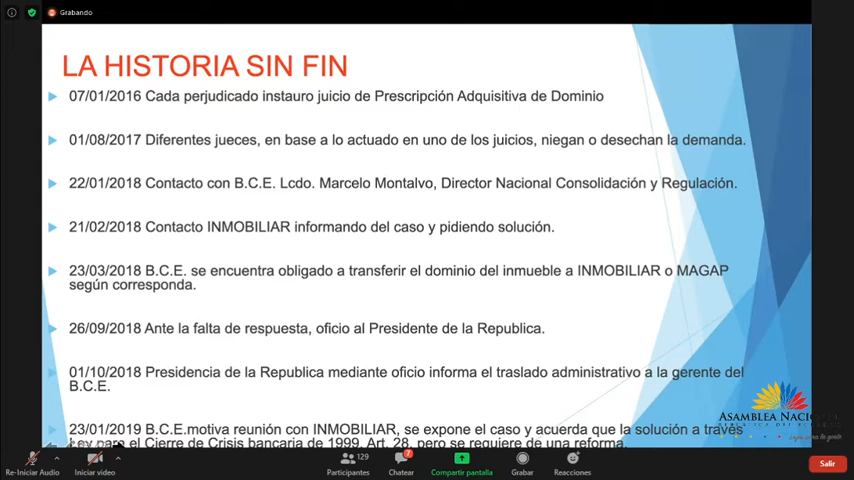 Grabando
LA HISTORIA SIN FIN
07/01/2016 Cada perjudicado instauro juicio de Prescripción Adquisitiva de Dominio
01/08/2017 Diferentes jueces, en base a lo actuado en uno de los juicios, niegan o desechan la demanda.
22/01/2018 Contacto con B.C.E. Lcdo. Marcelo Montalvo, Director Nacional Consolidación y Regulación.
21/02/2018 Contacto INMOBILIAR informando del caso y pidiendo solución.
23/03/2018 B.C.E. se encuentra obligado a transferir el dominio del inmueble a INMOBILIAR o MAGAP
según corresponda.
26/09/2018 Ante la falta de respuesta, oficio al Presidente de la Republica.
01/10/2018 Presidencia de la Republica mediante oficio informa el traslado administrativo a la gerente del
B.C.E.
23/01/2019 B.C.E.motiva reunión con INMOBILIAR, se expone el caso y acuerda que la solución a través
Ley para el Cierre de Crisis bancaria de 1999, Art. 28, pero se requiere de una reforma.
ASAMBLEA NACIONAL
REPÚBLICA DEL ECUADOR
Re-Iniciar Audio
Iniciar video
129
Participantes
7
Chatear
Compartir pantalla
Grabar
Reacciones
Salir